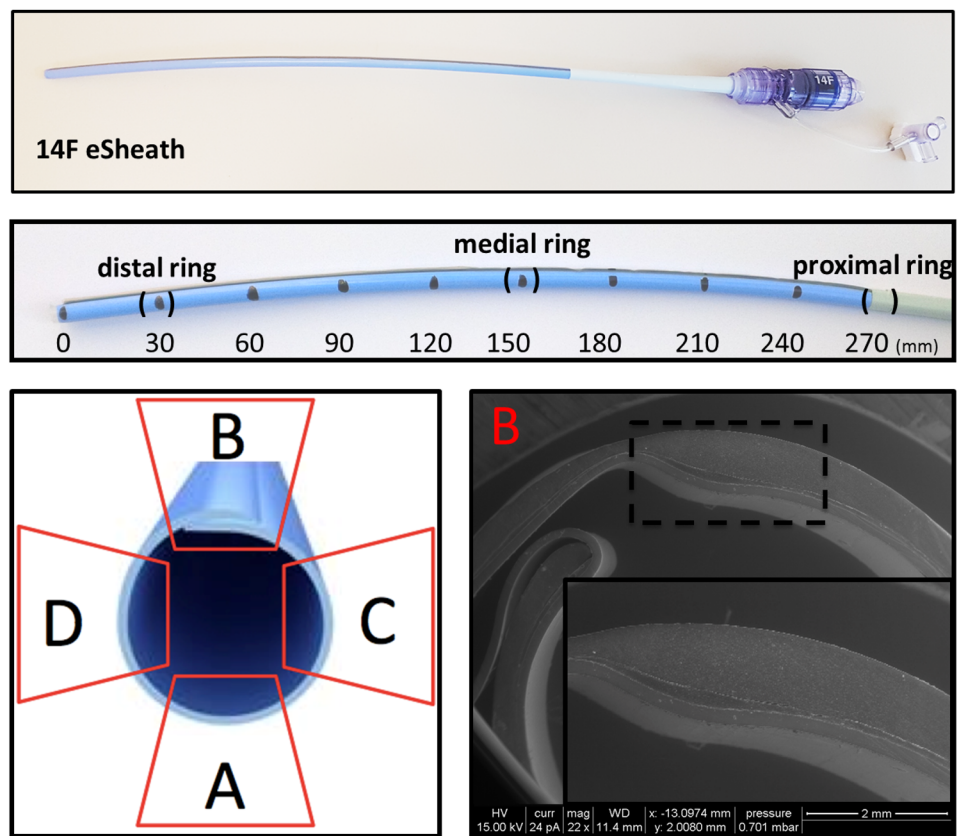 14F
14F eSheath
medial ring
distal ring
proximal ring
( )
( )
( )
0 30 60 90 120 150 180 210 240 270 (mm)
B
D
C
A
B
HV curr mag WD x: -13.0974 mm pressure 2 mm
15.00 kV 24 pA 22 x 11.4 mm y: 2.0080 mm 0.701 mbar